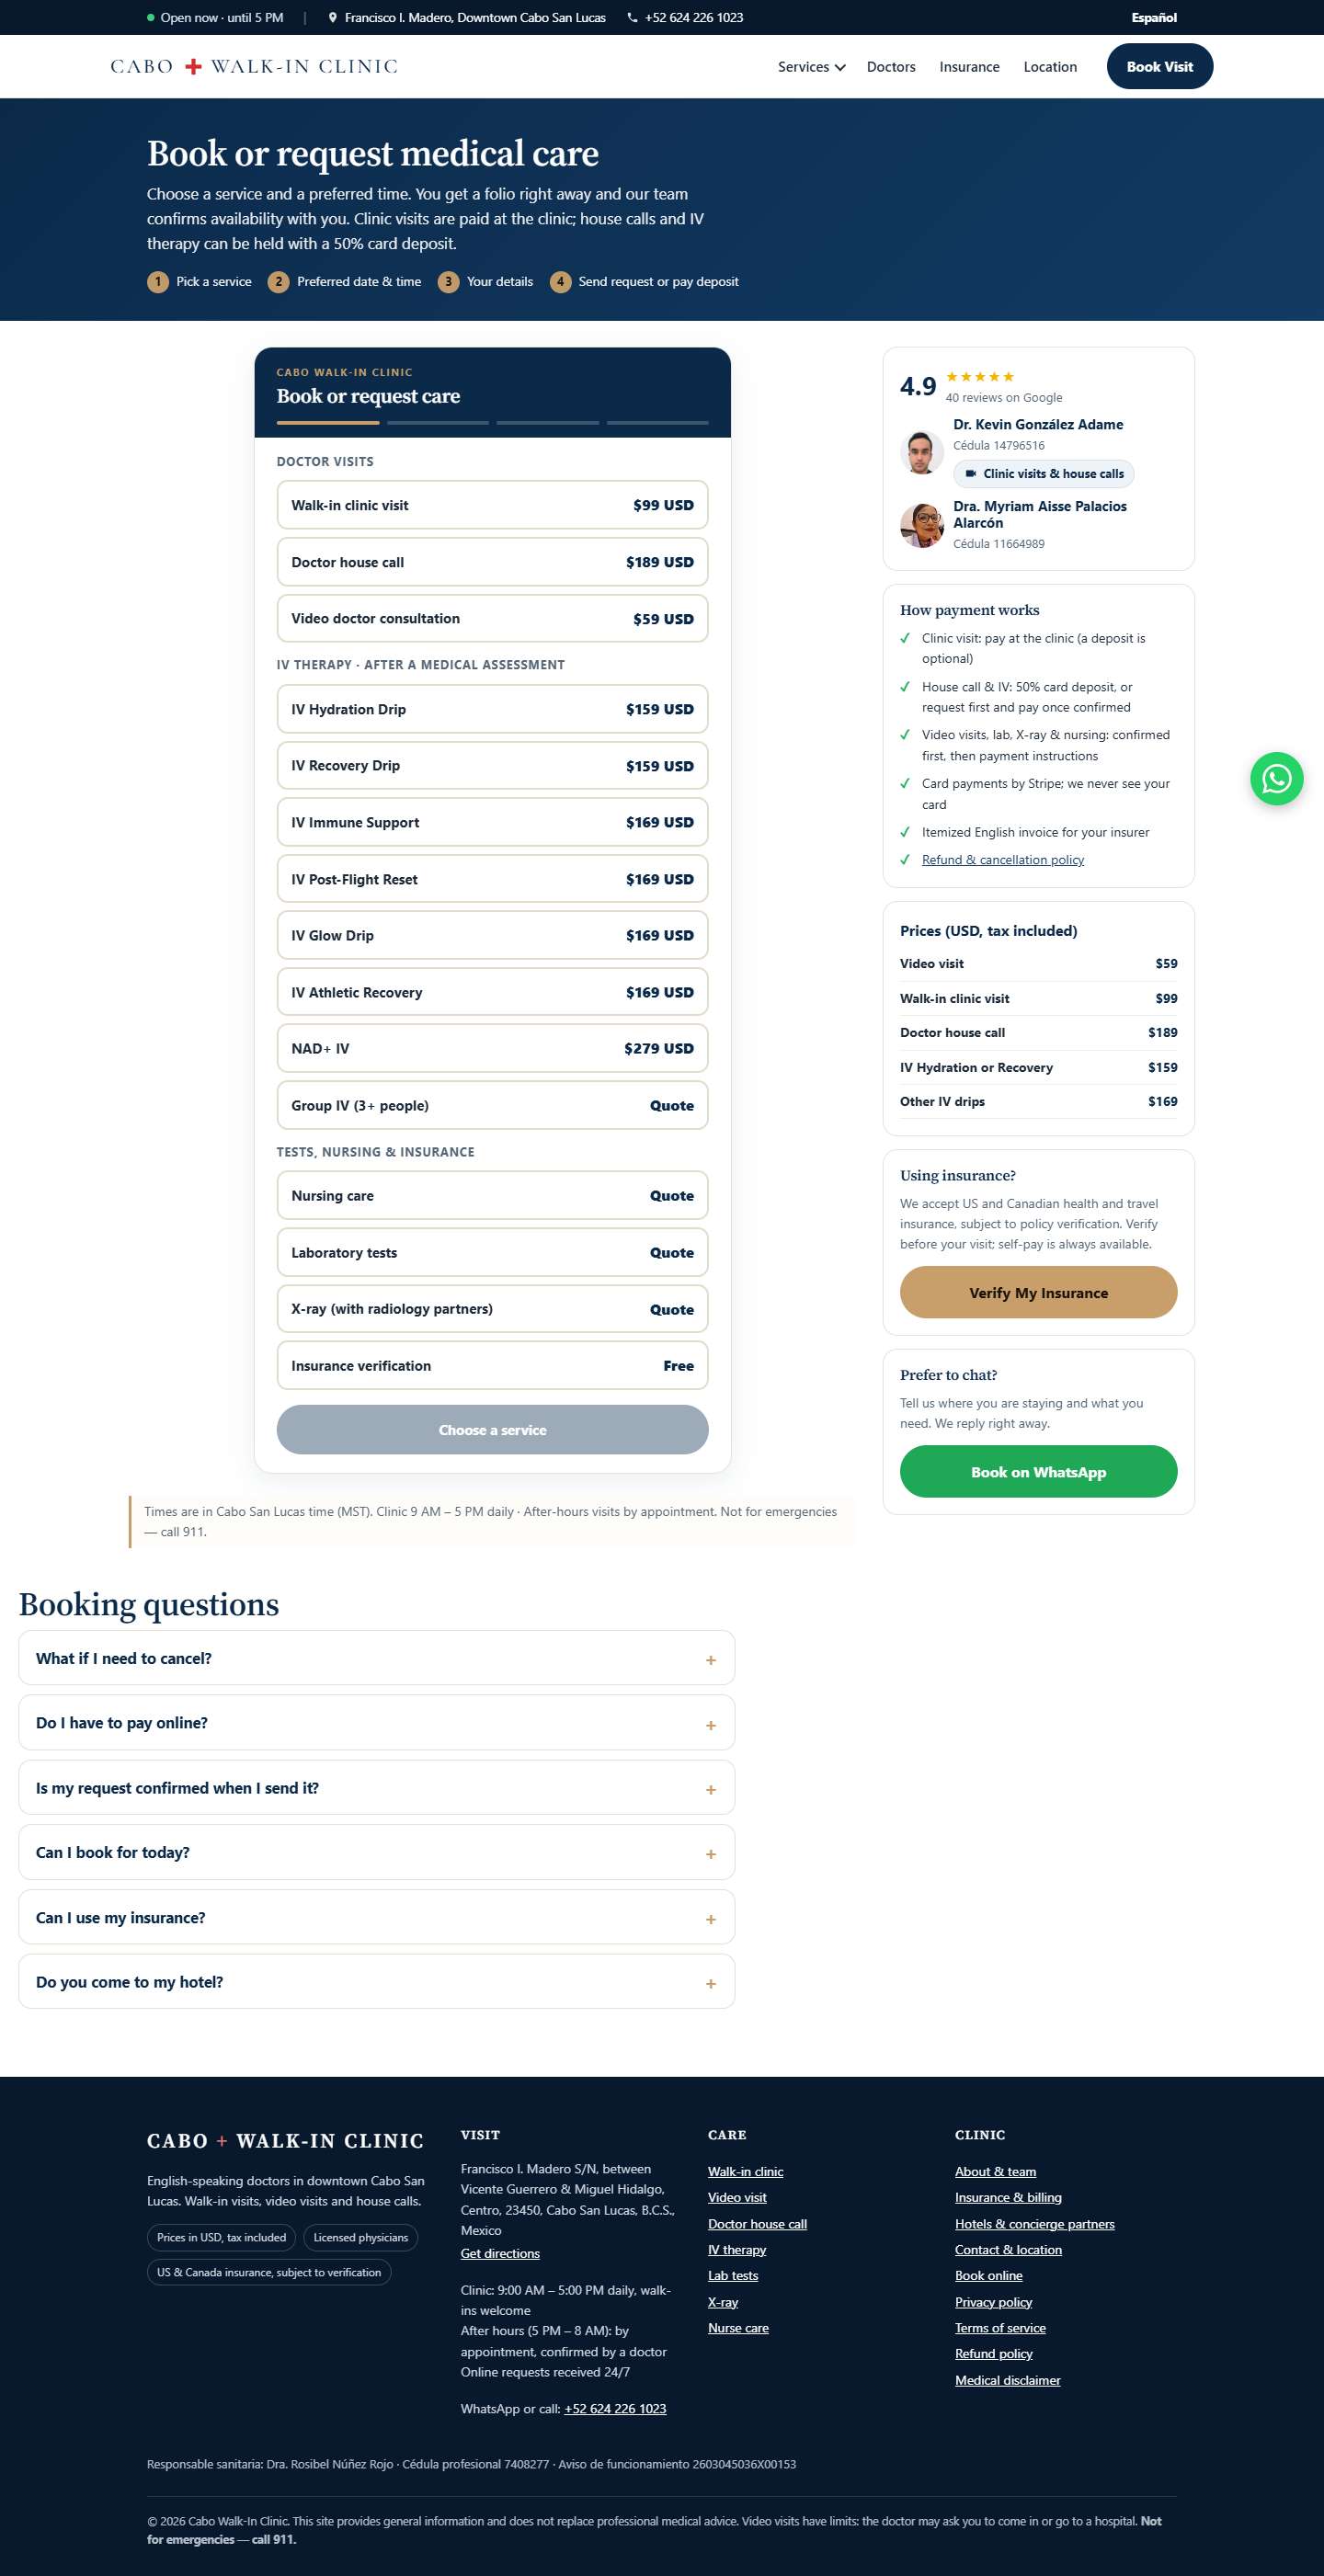 Open now · until 5 PM | Francisco I. Madero, Downtown Cabo San Lucas +52 624 226 1023 Español
CABO + WALK-IN CLINIC
Services Doctors Insurance Location Book Visit
Book or request medical care
Choose a service and a preferred time. You get a folio right away and our team
confirms availability with you. Clinic visits are paid at the clinic; house calls and IV
therapy can be held with a 50% card deposit.
1 Pick a service 2 Preferred date & time 3 Your details 4 Send request or pay deposit
CABO WALK-IN CLINIC
Book or request care
DOCTOR VISITS
Walk-in clinic visit $99 USD
Doctor house call $189 USD
Video doctor consultation $59 USD
IV THERAPY · AFTER A MEDICAL ASSESSMENT
IV Hydration Drip $159 USD
IV Recovery Drip $159 USD
IV Immune Support $169 USD
IV Post-Flight Reset $169 USD
IV Glow Drip $169 USD
IV Athletic Recovery $169 USD
NAD+ IV $279 USD
Group IV (3+ people) Quote
TESTS, NURSING & INSURANCE
Nursing care Quote
Laboratory tests Quote
X-ray (with radiology partners) Quote
Insurance verification Free
Choose a service
Times are in Cabo San Lucas time (MST). Clinic 9 AM – 5 PM daily · After-hours visits by appointment. Not for emergencies
— call 911.
4.9 ★★★★★
40 reviews on Google
Dr. Kevin González Adame
Cédula 14796516
Clinic visits & house calls
Dra. Myriam Aisse Palacios
Alarcón
Cédula 11664989
How payment works
✓ Clinic visit: pay at the clinic (a deposit is
optional)
✓ House call & IV: 50% card deposit, or
request first and pay once confirmed
✓ Video visits, lab, X-ray & nursing: confirmed
first, then payment instructions
✓ Card payments by Stripe; we never see your
card
✓ Itemized English invoice for your insurer
✓ Refund & cancellation policy
Prices (USD, tax included)
Video visit $59
Walk-in clinic visit $99
Doctor house call $189
IV Hydration or Recovery $159
Other IV drips $169
Using insurance?
We accept US and Canadian health and travel
insurance, subject to policy verification. Verify
before your visit; self-pay is always available.
Verify My Insurance
Prefer to chat?
Tell us where you are staying and what you
need. We reply right away.
Book on WhatsApp
Booking questions
What if I need to cancel? +
Do I have to pay online? +
Is my request confirmed when I send it? +
Can I book for today? +
Can I use my insurance? +
Do you come to my hotel? +
CABO + WALK-IN CLINIC
English-speaking doctors in downtown Cabo San
Lucas. Walk-in visits, video visits and house calls.
Prices in USD, tax included Licensed physicians
US & Canada insurance, subject to verification
VISIT
Francisco I. Madero S/N, between
Vicente Guerrero & Miguel Hidalgo,
Centro, 23450, Cabo San Lucas, B.C.S.,
Mexico
Get directions
Clinic: 9:00 AM – 5:00 PM daily, walk-
ins welcome
After hours (5 PM – 8 AM): by
appointment, confirmed by a doctor
Online requests received 24/7
WhatsApp or call: +52 624 226 1023
CARE
Walk-in clinic
Video visit
Doctor house call
IV therapy
Lab tests
X-ray
Nurse care
CLINIC
About & team
Insurance & billing
Hotels & concierge partners
Contact & location
Book online
Privacy policy
Terms of service
Refund policy
Medical disclaimer
Responsable sanitaria: Dra. Rosibel Núñez Rojo · Cédula profesional 7408277 · Aviso de funcionamiento 2603045036X00153
© 2026 Cabo Walk-In Clinic. This site provides general information and does not replace professional medical advice. Video visits have limits: the doctor may ask you to come in or go to a hospital. Not
for emergencies — call 911.